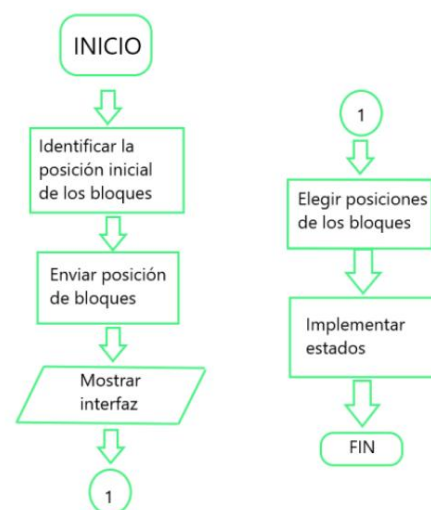 INICIO
Identificar la
posición inicial
de los bloques
Enviar posición
de bloques
Mostrar
interfaz
1
1
Elegir posiciones
de los bloques
Implementar
estados
FIN